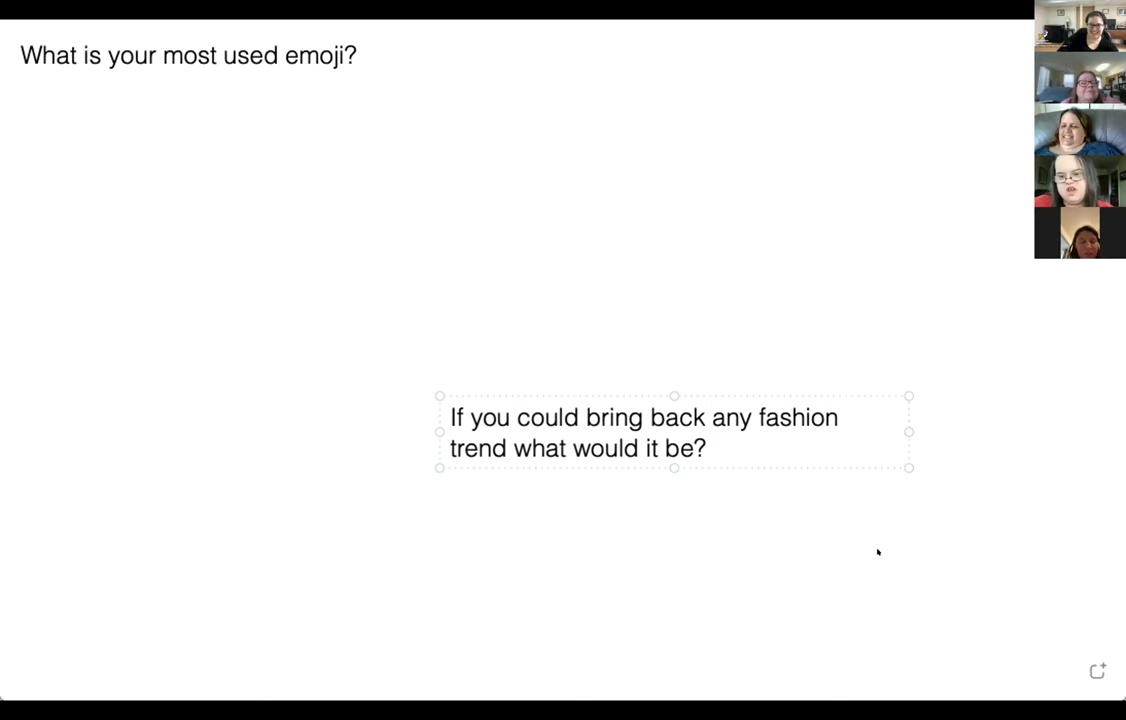 What is your most used emoji?
If you could bring back any fashion
trend what would it be?